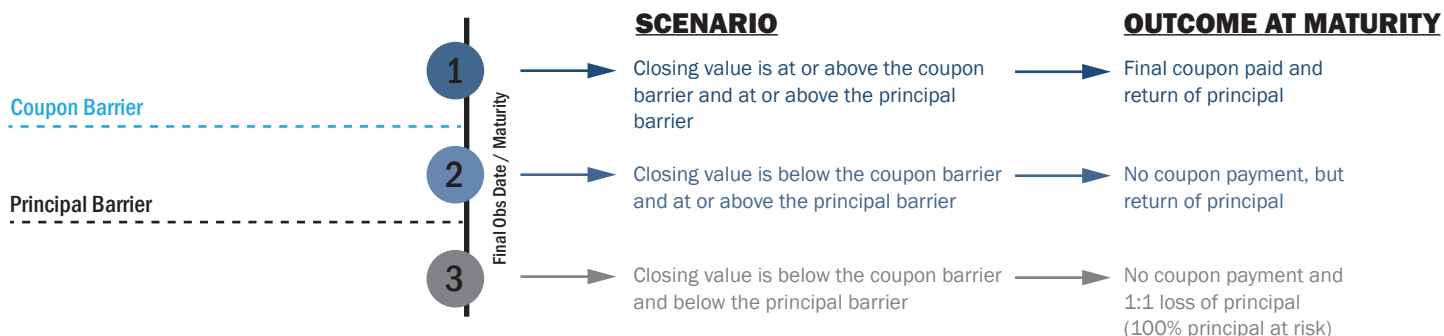 SCENARIO
OUTCOME AT MATURITY
Coupon Barrier
Principal Barrier
Final Obs Date / Maturity
1
Closing value is at or above the coupon
barrier and at or above the principal
barrier
Final coupon paid and
return of principal
2
Closing value is below the coupon barrier
and at or above the principal barrier
No coupon payment, but
return of principal
3
Closing value is below the coupon barrier
and below the principal barrier
No coupon payment and
1:1 loss of principal
(100% principal at risk)